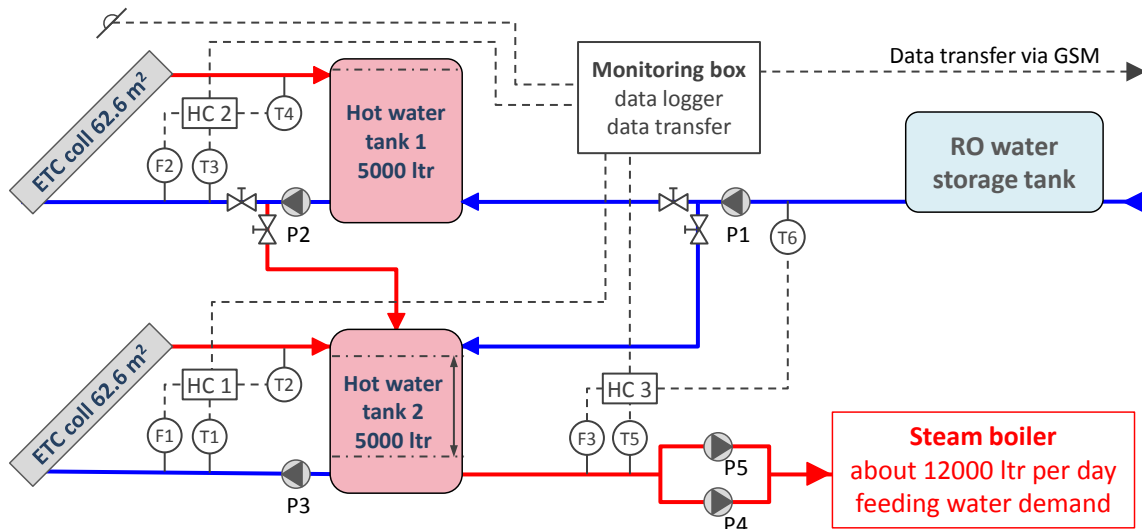 Data transfer via GSM
Monitoring box
data logger
data transfer
ETC coll 62.6 m²
HC 2
T4
F2
T3
Hot water
tank 1
5000 ltr
RO water
storage tank
P2
P1
T6
ETC coll 62.6 m²
HC 1
T2
F1
T1
Hot water
tank 2
5000 ltr
P3
HC 3
F3
T5
P5
P4
Steam boiler
about 12000 ltr per day
feeding water demand